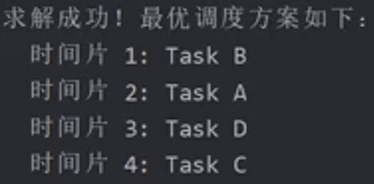 求解成功！最优调度方案如下：
时间片 1: Task B
时间片 2: Task A
时间片 3: Task D
时间片 4: Task C